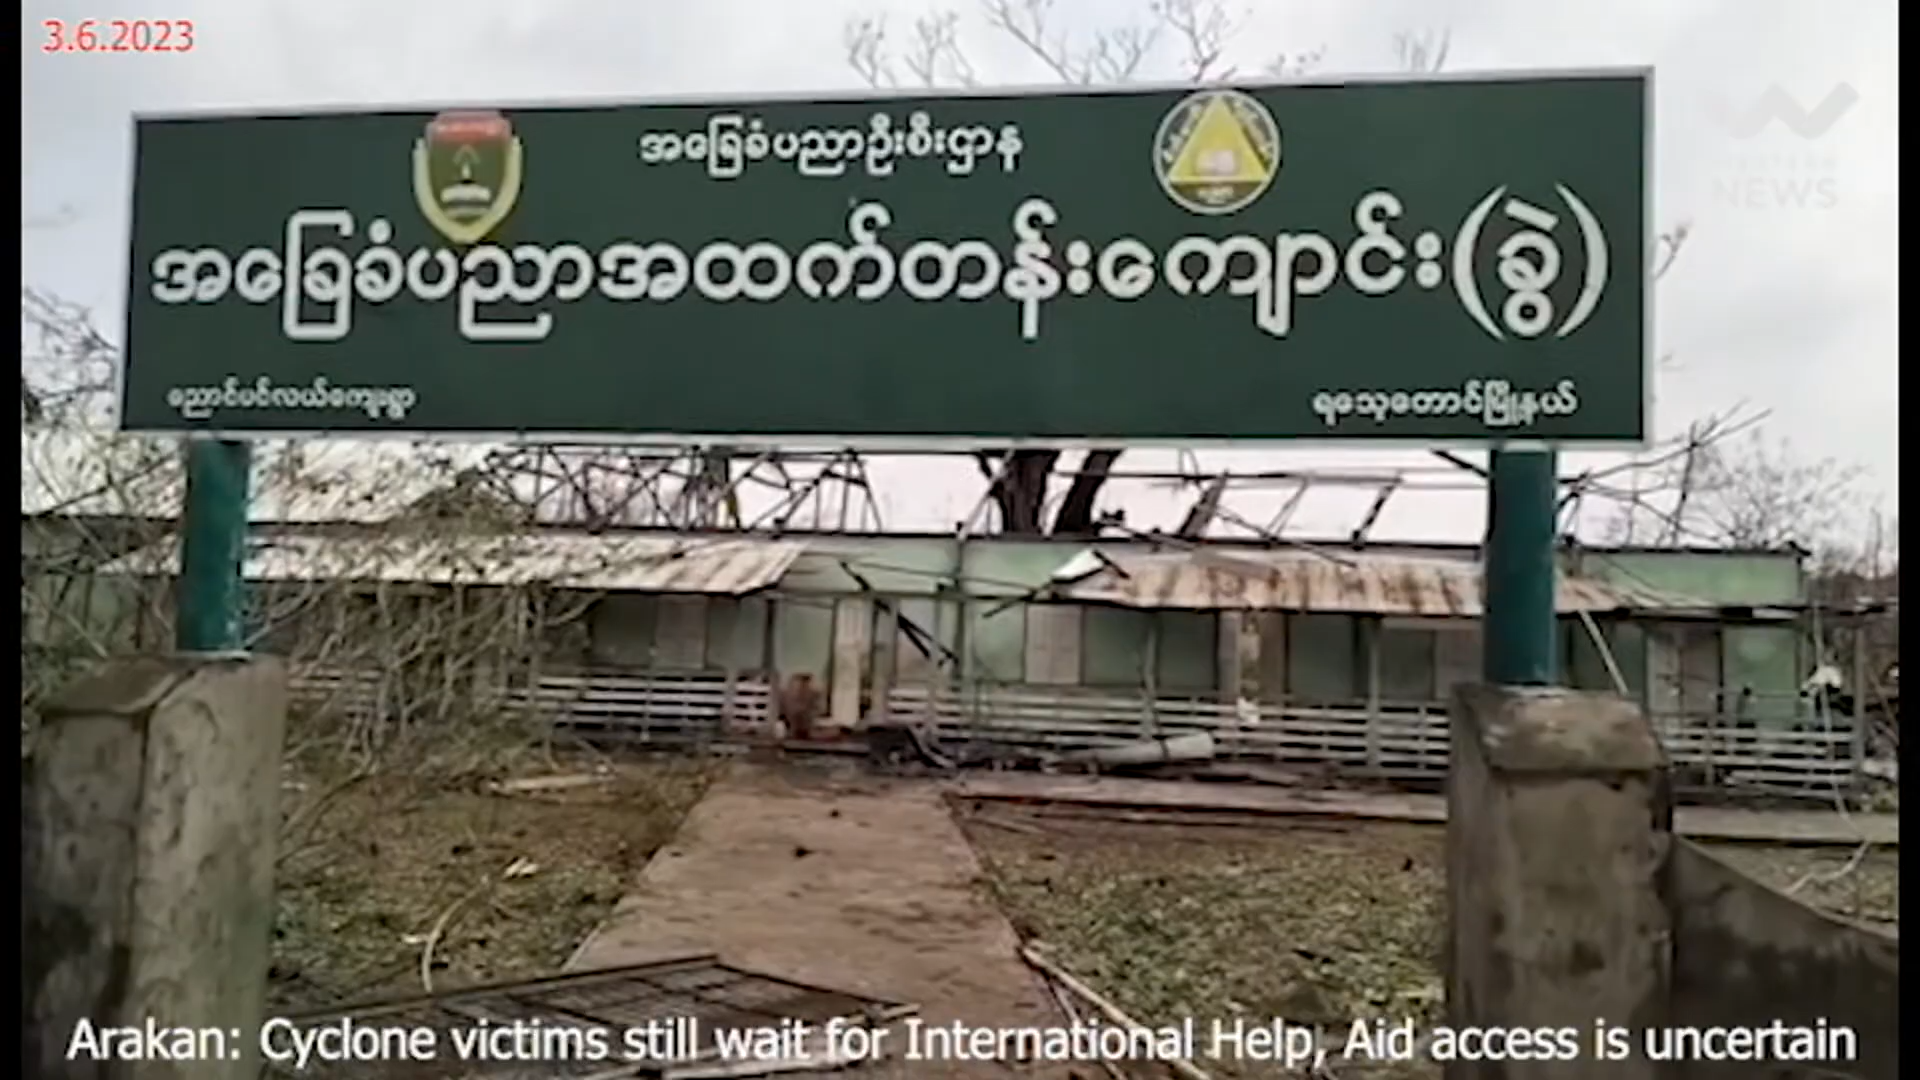 3.6.2023
အခြေခံပညာဦးစီးဌာန
အခြေခံပညာအထက်တန်းကျောင်း(ခွဲ)
ညောင်ပင်လယ်ကျေးရွာ
ရသေ့တောင်မြို့နယ်
NEWS
Arakan: Cyclone victims still wait for International Help, Aid access is uncertain